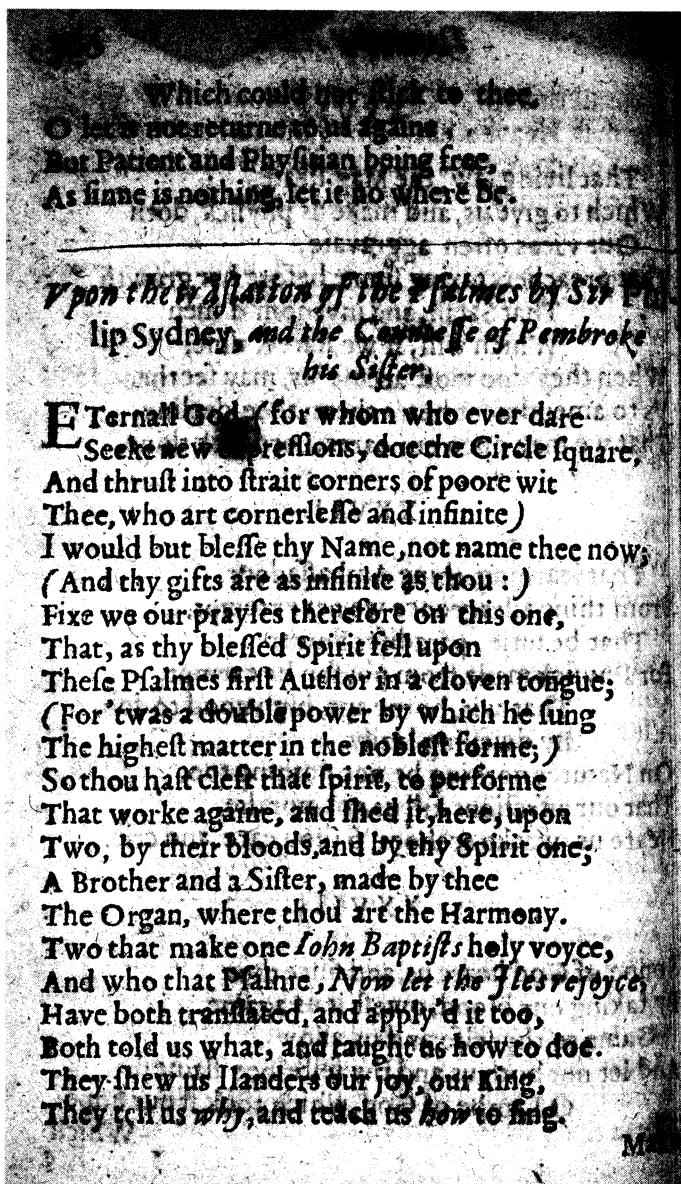 Which could not stick to thee,
O let it not returne to us againe,
But Patient and Physitian being free,
As sinne is nothing, let it no where be.
Vpon the trãslation of the Psalmes by Sir Phi-
lip Sydney, and the Countesse of Pembroke
his Sister.
ETernall God (for whom who ever dare
Seeke new expressions, doe the Circle square,
And thrust into strait corners of poore wit
Thee, who art cornerlesse and infinite)
I would but blesse thy Name, not name thee now;
(And thy gifts are as infinite as thou:)
Fixe we our prayses therefore on this one,
That, as thy blessed Spirit fell upon
These Psalmes first Author in a cloven tongue;
(For 'twas a double power by which he sung
The highest matter in the noblest forme;)
So thou hast cleft that spirit, to performe
That worke againe, and shed it, here, upon
Two, by their bloods, and by thy Spirit one;
A Brother and a Sister, made by thee
The Organ, where thou art the Harmony.
Two that make one Iohn Baptists holy voyce,
And who that Psalme, Now let the Iles rejoyce,
Have both translated, and apply'd it too,
Both told us what, and taught us how to doe.
They shew us Ilanders our joy, our King,
They tell us why, and teach us how to sing.